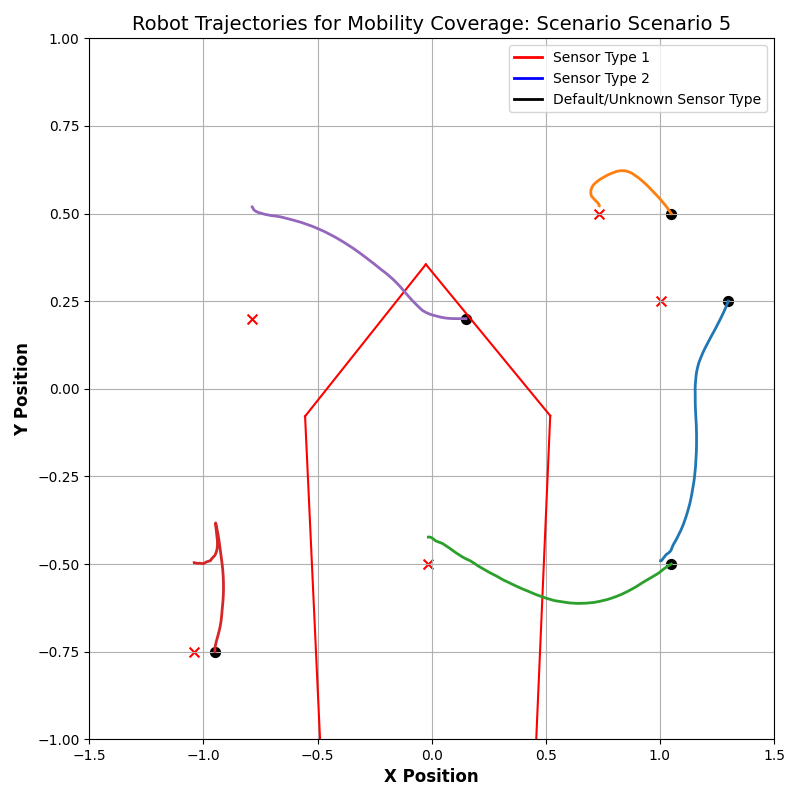 Robot Trajectories for Mobility Coverage: Scenario Scenario 5
Sensor Type 1
Sensor Type 2
Default/Unknown Sensor Type
1.00
0.75
0.50
0.25
0.00
−0.25
−0.50
−0.75
−1.00
Y Position
−1.5
−1.0
−0.5
0.0
0.5
1.0
1.5
X Position